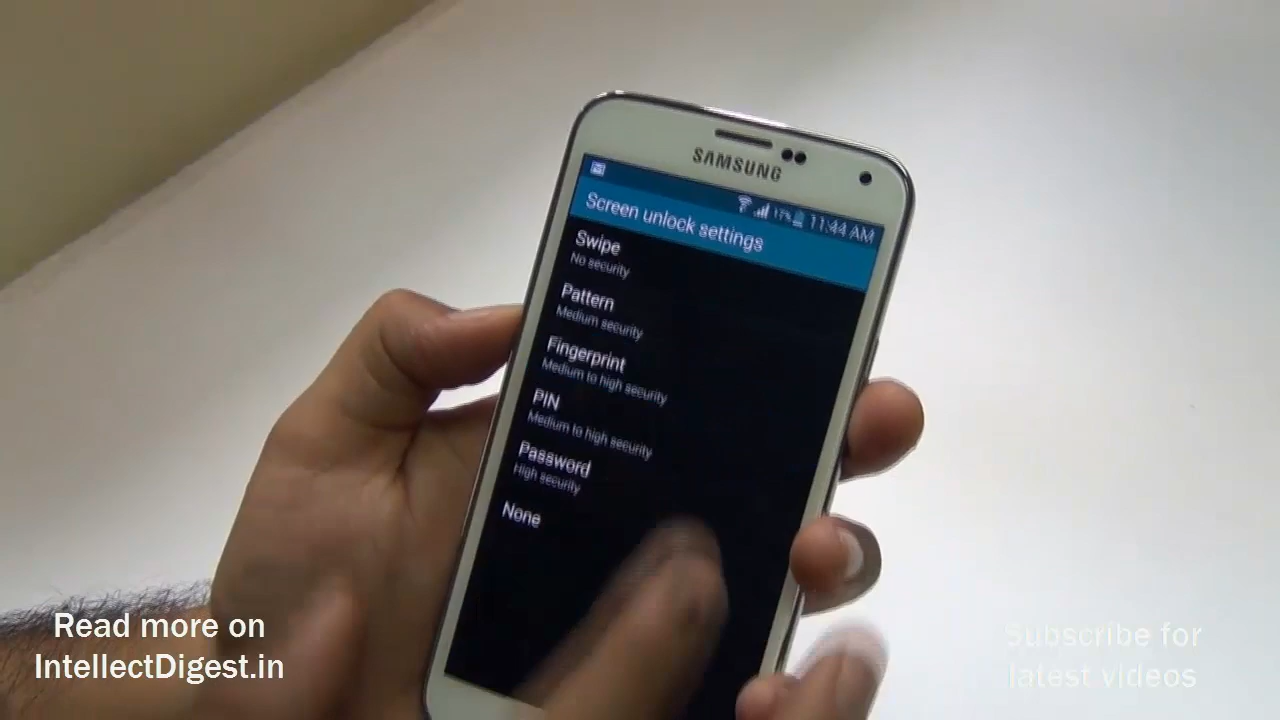 SAMSUNG
17% 11:44 AM
Screen unlock settings
Swipe
No security
Pattern
Medium security
Fingerprint
Medium to high security
PIN
Medium to high security
Password
High security
None
Read more on
IntellectDigest.in
Subscribe for
latest videos